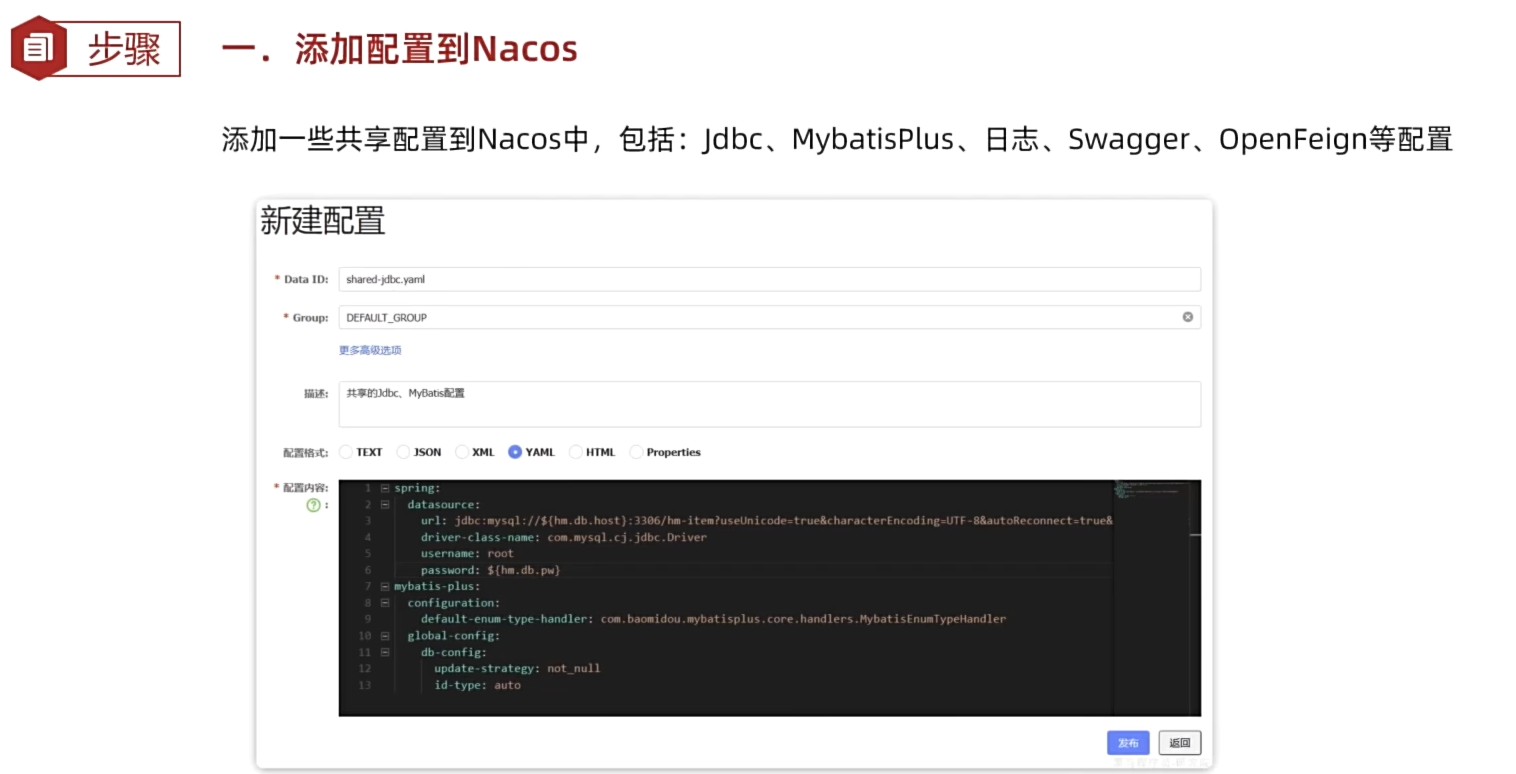 步骤
一．添加配置到Nacos
添加一些共享配置到Nacos中，包括：Jdbc、MybatisPlus、日志、Swagger、OpenFeign等配置
新建配置
* Data ID: shared-jdbc.yaml
* Group: DEFAULT_GROUP
更多高级选项
描述: 共享的Jdbc、MyBatis配置
配置格式: TEXT JSON XML YAML HTML Properties
* 配置内容:
? :
1 spring:
2 datasource:
3 url: jdbc:mysql://${hm.db.host}:3306/hm-item?useUnicode=true&characterEncoding=UTF-8&autoReconnect=true&
4 driver-class-name: com.mysql.cj.jdbc.Driver
5 username: root
6 password: ${hm.db.pw}
7 mybatis-plus:
8 configuration:
9 default-enum-type-handler: com.baomidou.mybatisplus.core.handlers.MybatisEnumTypeHandler
10 global-config:
11 db-config:
12 update-strategy: not_null
13 id-type: auto
发布 返回